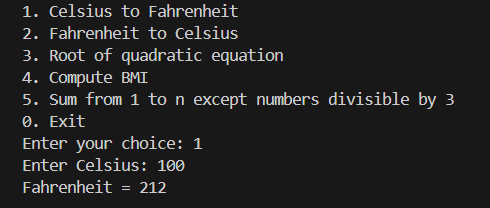 1. Celsius to Fahrenheit
2. Fahrenheit to Celsius
3. Root of quadratic equation
4. Compute BMI
5. Sum from 1 to n except numbers divisible by 3
0. Exit
Enter your choice: 1
Enter Celsius: 100
Fahrenheit = 212